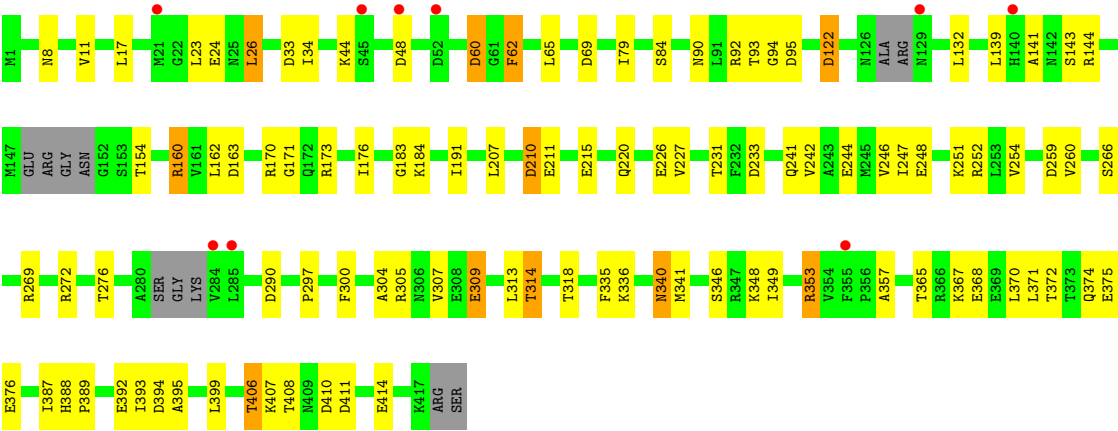 M1 N8 V11 L17 M21 G22 L23 E24 N25 L26 D33 I34 K44 S45 D48 D52 D60 G61 F62 L65 D69 I79 S84 N90 L91 R92 T93 G94 D95 D122 N126 ALA ARG N129 L132 L139 H140 A141 N142 S143 R144
M147 GLU ARG GLY ASN G152 S153 T154 R160 V161 L162 D163 R170 G171 Q172 R173 I176 G183 K184 I191 L207 D210 E211 E215 Q220 E226 V227 T231 F232 D233 Q241 V242 A243 E244 M245 V246 I247 E248 K251 R252 L253 V254 D259 V260 S266
R269 R272 T276 A280 SER GLY LYS V284 L285 D290 P297 F300 A304 R305 N306 V307 E308 E309 L313 T314 T318 F335 K336 N340 M341 S346 R347 K348 I349 R353 V354 F355 P356 A357 T365 R366 K367 E368 E369 L370 L371 T372 T373 Q374 E375
E376 I387 H388 P389 E392 I393 D394 A395 L399 T406 K407 T408 N409 D410 D411 E414 K417 ARG SER